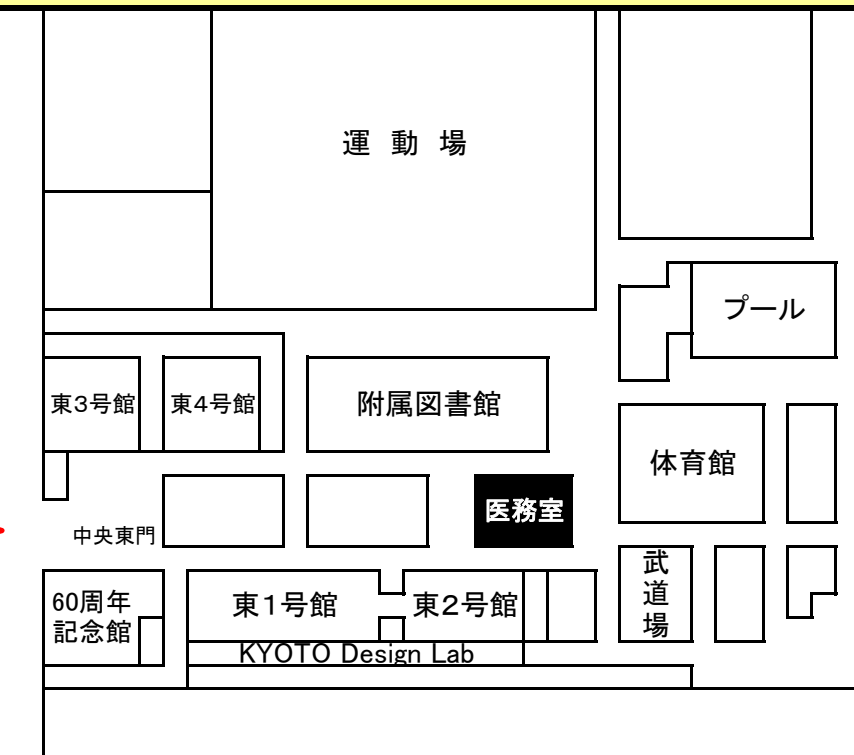 運 動 場
プール
東3号館
東4号館
附属図書館
体育館
医務室
中央東門
60周年
記念館
東1号館
東2号館
武
道
場
KYOTO Design Lab